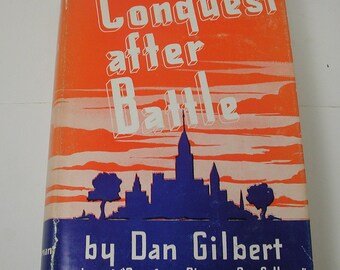 Conquest
after
Battle
by Dan Gilbert